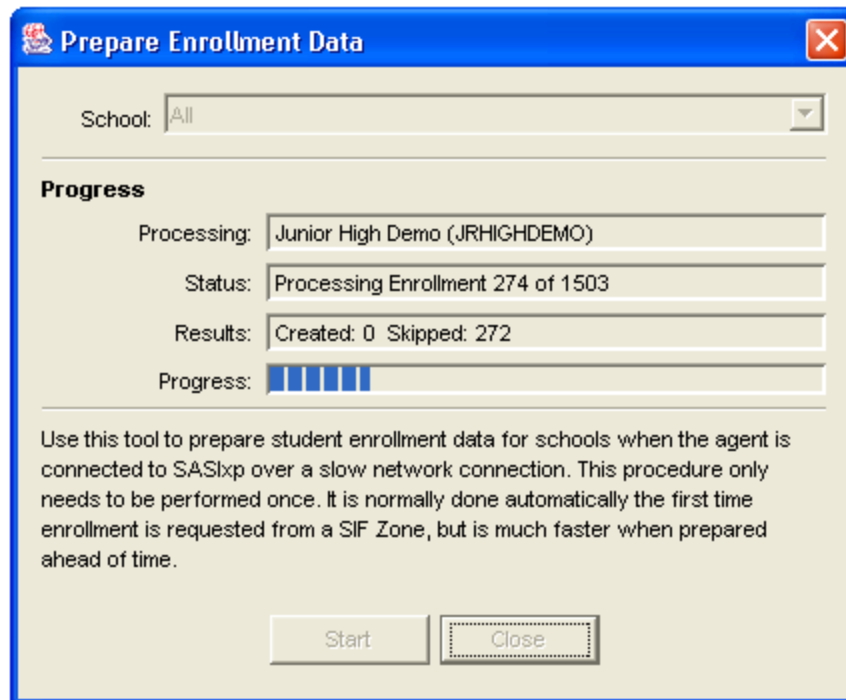 Prepare Enrollment Data
School: All
Progress
Processing: Junior High Demo (JRHIGHDEMO)
Status: Processing Enrollment 274 of 1503
Results: Created: 0 Skipped: 272
Progress:
Use this tool to prepare student enrollment data for schools when the agent is
connected to SASIxp over a slow network connection. This procedure only
needs to be performed once. It is normally done automatically the first time
enrollment is requested from a SIF Zone, but is much faster when prepared
ahead of time.
Start Close